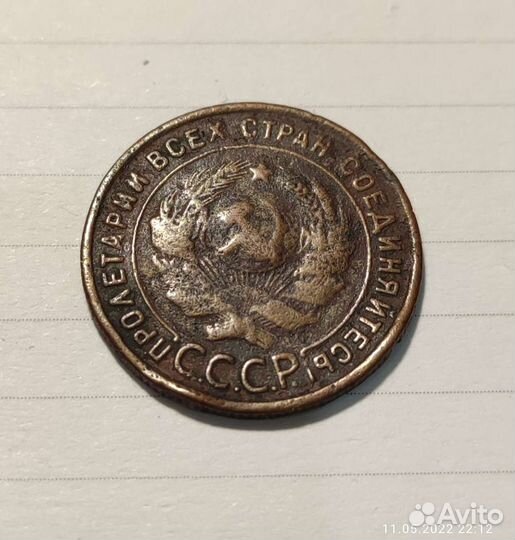 ПРОЛЕТАРИИ ВСЕХ СТРАН, СОЕДИНЯЙТЕСЬ
С.С.С.Р.
Avito
11.05.2022 22:12